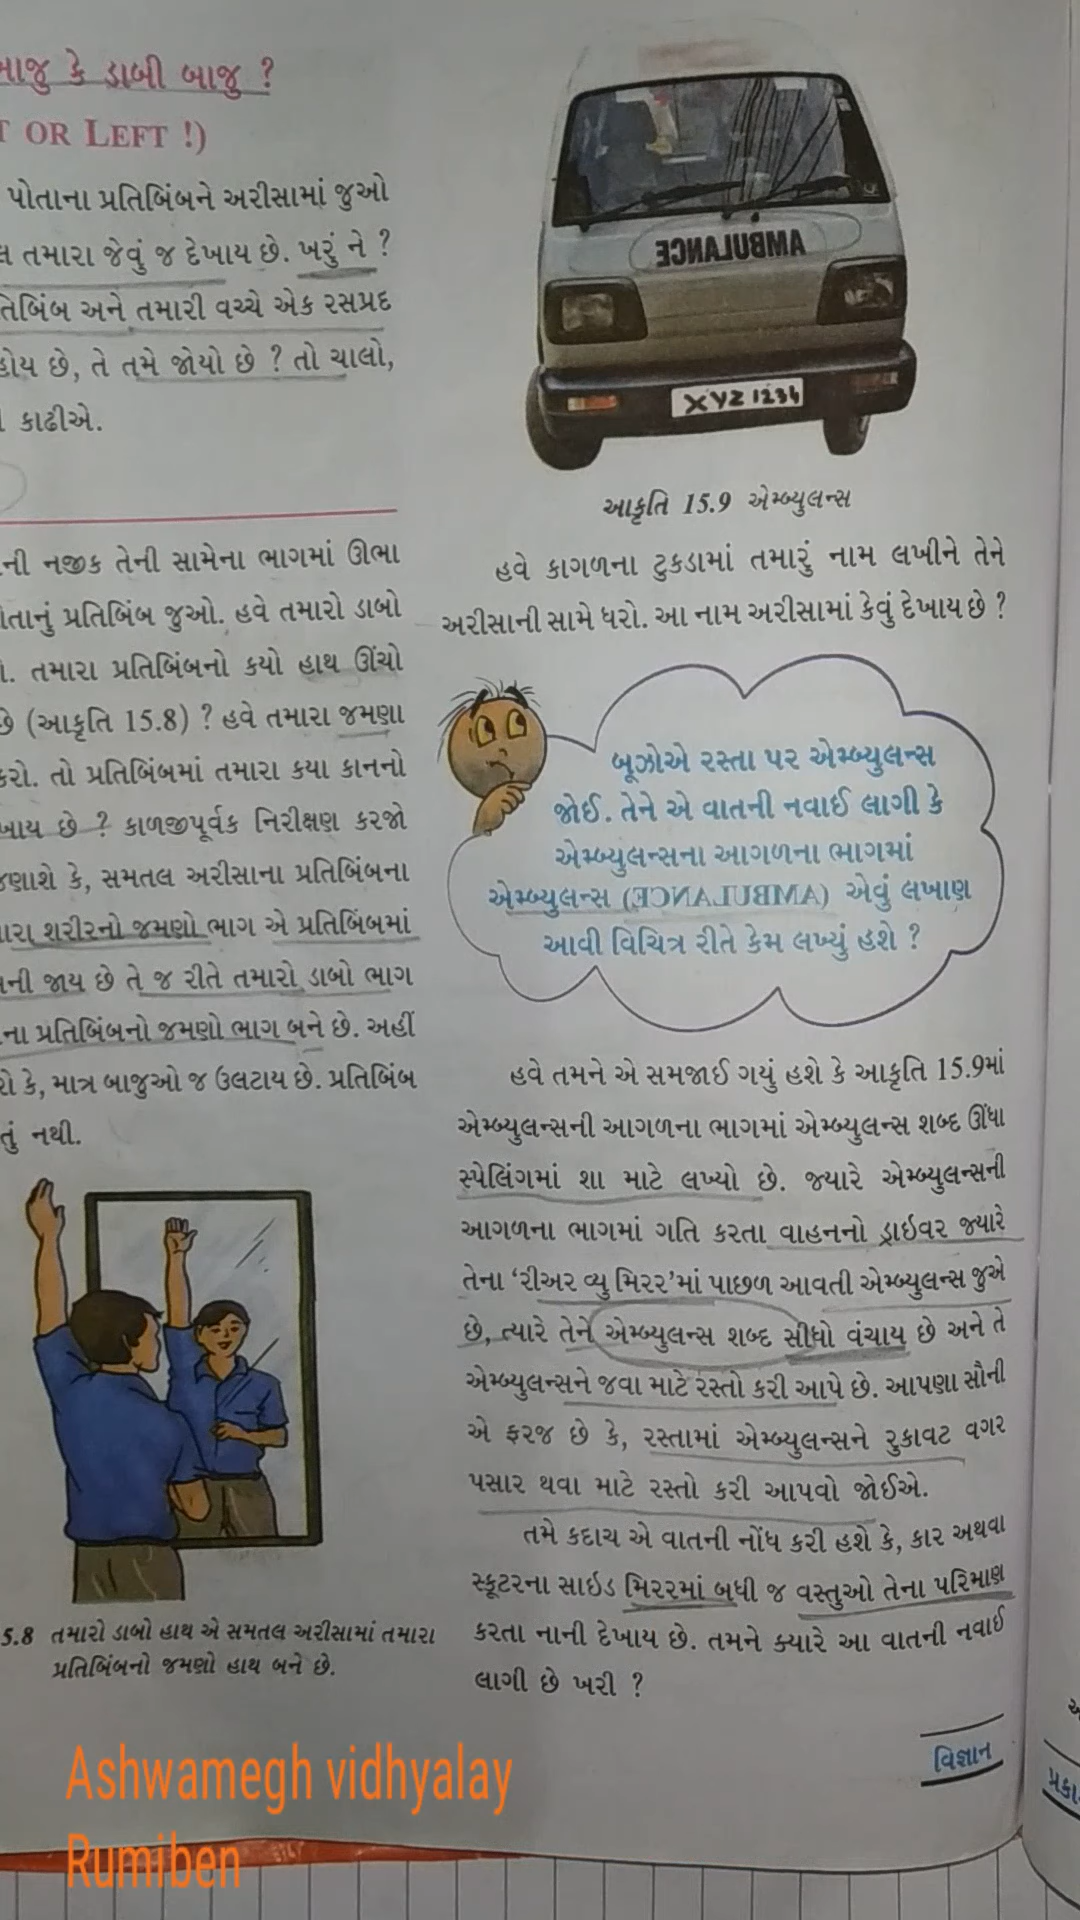 કે ડાબી બાજુ ?
OR LEFT !)
પોતાના પ્રતિબિંબને અરીસામાં જુઓ
તમારા જેવું જ દેખાય છે. ખરું ને ?
અને તમારી વચ્ચે એક રસપ્રદ
હોય છે, તે તમે જોયો છે ? તો ચાલો,
કાઢીએ.
નજીક તેની સામેના ભાગમાં ઊભા
પ્રતિબિંબ જુઓ. હવે તમારો ડાબો
તમારા પ્રતિબિંબનો કયો હાથ ઊંચો
છે (આકૃતિ 15.8) ? હવે તમારા જમણા
કરો. તો પ્રતિબિંબમાં તમારા કયા કાનનો
છે ? કાળજીપૂર્વક નિરીક્ષણ કરજો
કે, સમતલ અરીસાના પ્રતિબિંબના
શરીરનો જમણો ભાગ એ પ્રતિબિંબમાં
જાય છે તે જ રીતે તમારો ડાબો ભાગ
પ્રતિબિંબનો જમણો ભાગ બને છે. અહીં
કે, માત્ર બાજુઓ જ ઉલટાય છે. પ્રતિબિંબ
નથી.
5.8 તમારો ડાબો હાથ એ સમતલ અરીસામાં તમારા
પ્રતિબિંબનો જમણો હાથ બને છે.
AMBULANCE
XYZ 1234
આકૃતિ 15.9 એમ્બ્યુલન્સ
હવે કાગળના ટુકડામાં તમારું નામ લખીને તેને
અરીસાની સામે ધરો. આ નામ અરીસામાં કેવું દેખાય છે ?
બૂઝોએ રસ્તા પર એમ્બ્યુલન્સ
જોઈ. તેને એ વાતની નવાઈ લાગી કે
એમ્બ્યુલન્સના આગળના ભાગમાં
એમ્બ્યુલન્સ (AMBULANCE) એવું લખાણ
આવી વિચિત્ર રીતે કેમ લખ્યું હશે ?
હવે તમને એ સમજાઈ ગયું હશે કે આકૃતિ 15.9માં
એમ્બ્યુલન્સની આગળના ભાગમાં એમ્બ્યુલન્સ શબ્દ ઊંધા
સ્પેલિંગમાં શા માટે લખ્યો છે. જ્યારે એમ્બ્યુલન્સની
આગળના ભાગમાં ગતિ કરતા વાહનનો ડ્રાઇવર જ્યારે
તેના ‘રીઅર વ્યુ મિરર’માં પાછળ આવતી એમ્બ્યુલન્સ જુએ
છે, ત્યારે તેને એમ્બ્યુલન્સ શબ્દ સીધો વંચાય છે અને તે
એમ્બ્યુલન્સને જવા માટે રસ્તો કરી આપે છે. આપણા સૌની
એ ફરજ છે કે, રસ્તામાં એમ્બ્યુલન્સને રુકાવટ વગર
પસાર થવા માટે રસ્તો કરી આપવો જોઈએ.
તમે કદાચ એ વાતની નોંધ કરી હશે કે, કાર અથવા
સ્કૂટરના સાઇડ મિરરમાં બધી જ વસ્તુઓ તેના પરિમાણ
કરતા નાની દેખાય છે. તમને ક્યારે આ વાતની નવાઈ
લાગી છે ખરી ?
વિજ્ઞાન
Ashwamegh vidhyalay
Rumiben